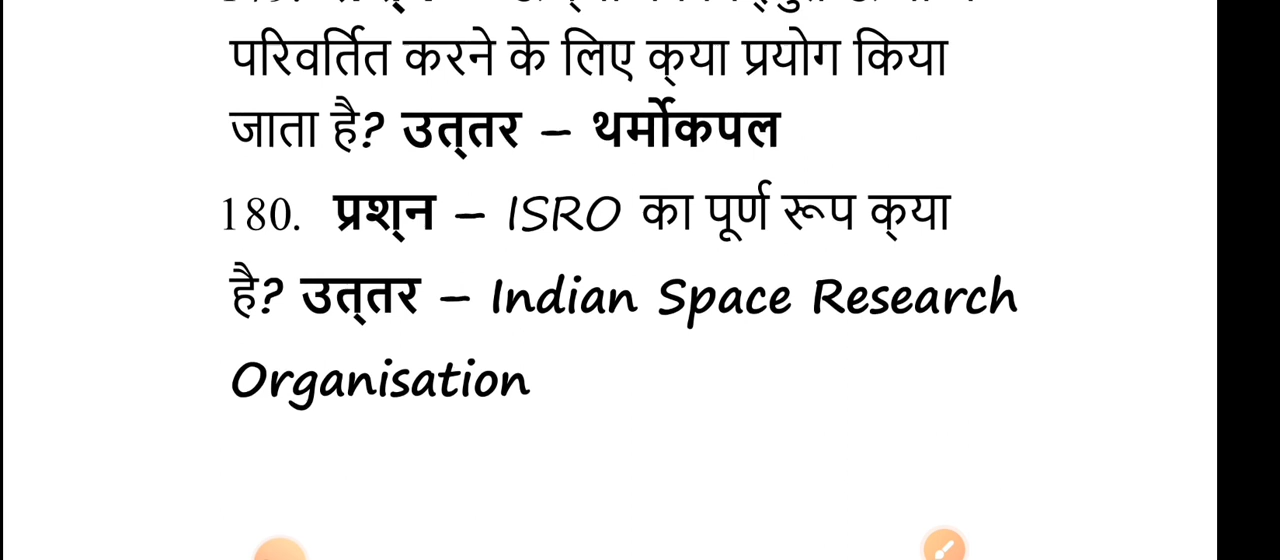 परिवर्तित करने के लिए क्या प्रयोग किया
जाता है? उत्तर – थर्मोकपल
180. प्रश्न – ISRO का पूर्ण रूप क्या
है? उत्तर – Indian Space Research
Organisation